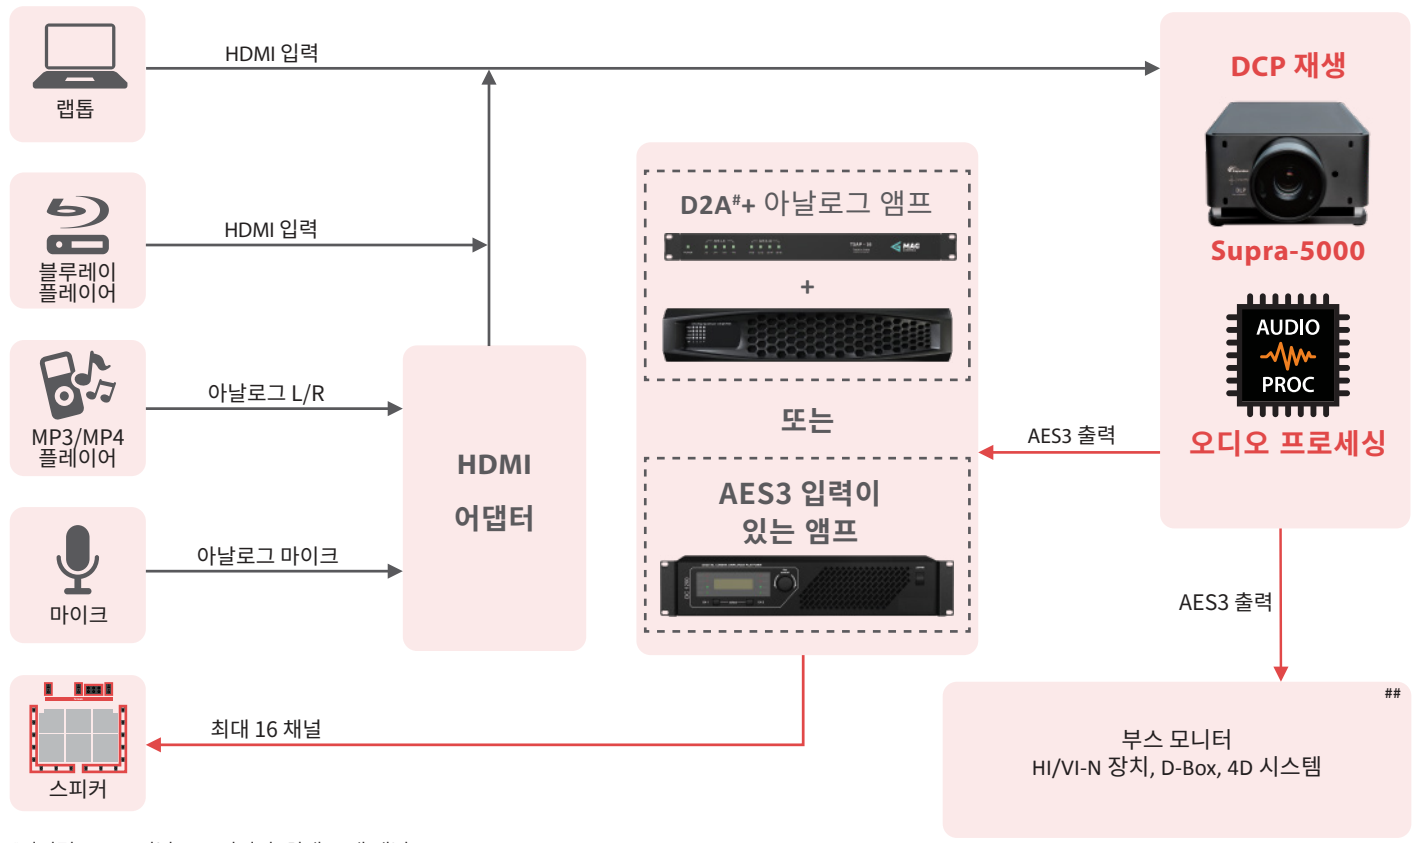 HDMI 입력
랩톱
HDMI 입력
블루레이
플레이어
아날로그 L/R
MP3/MP4
플레이어
아날로그 마이크
마이크
HDMI
어댑터
D2A#+ 아날로그 앰프
MAG
+
또는
AES3 입력이
있는 앰프
DC 1280
DCP 재생
Supra-5000
AUDIO
PROC
오디오 프로세싱
AES3 출력
AES3 출력
최대 16 채널
스피커
##
부스 모니터
HI/VI-N 장치, D-Box, 4D 시스템